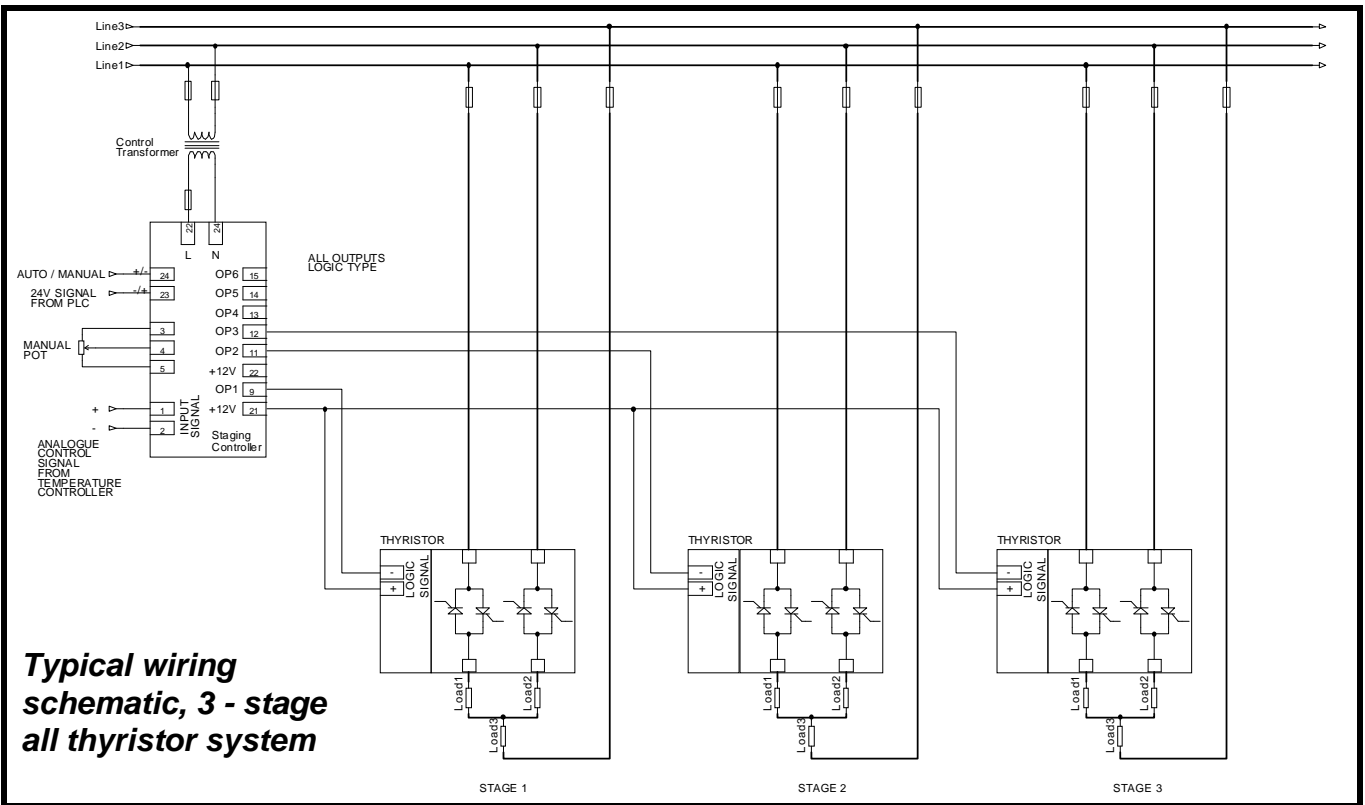 Line3
Line2
Line1
Control
Transformer
22
24
L
N
ALL OUTPUTS
LOGIC TYPE
AUTO / MANUAL
+/-
24
OP6
15
24V SIGNAL
FROM PLC
-/+
23
OP5
14
OP4
13
3
OP3
12
MANUAL
POT
4
OP2
11
5
+12V
22
OP1
9
+
1
INPUT
SIGNAL
+12V
21
-
2
Staging
Controller
ANALOGUE
CONTROL
SIGNAL
FROM
TEMPERATURE
CONTROLLER
THYRISTOR
-
+
LOGIC
SIGNAL
THYRISTOR
-
+
LOGIC
SIGNAL
THYRISTOR
-
+
LOGIC
SIGNAL
Load1
Load2
Load3
Load1
Load2
Load3
Load1
Load2
Load3
Typical wiring
schematic, 3 - stage
all thyristor system
STAGE 1
STAGE 2
STAGE 3